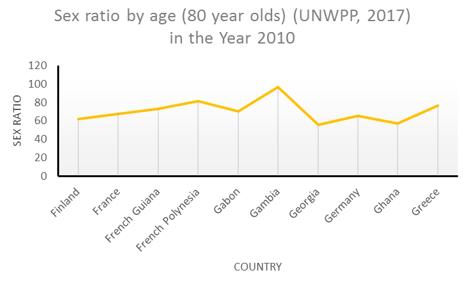 Sex ratio by age (80 year olds) (UNWPP, 2017)
in the Year 2010
120
100
80
60
40
20
0
SEX RATIO
Finland
France
French Guiana
French Polynesia
Gabon
Gambia
Georgia
Germany
Ghana
Greece
COUNTRY